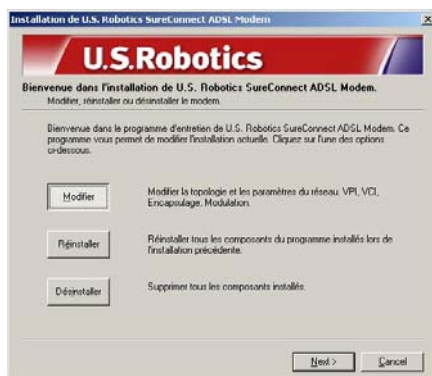 Installation de U.S. Robotics SureConnect ADSL Modem
U.S.Robotics
Bienvenue dans l'installation de U.S. Robotics SureConnect ADSL Modem.
Modifier, réinstaller ou désinstaller le modem.
Bienvenue dans le programme d'entretien de U.S. Robotics SureConnect ADSL Modem. Ce
programme vous permet de modifier l'installation actuelle. Cliquez sur l'une des options
ci-dessous.
Modifier
Modifier la topologie et les paramètres du réseau, VPI, VCI,
Encapsulage, Modulation.
Réinstaller
Réinstaller tous les composants du programme installés lors de
l'installation précédente.
Désinstaller
Supprimer tous les composants installés.
Next >
Cancel